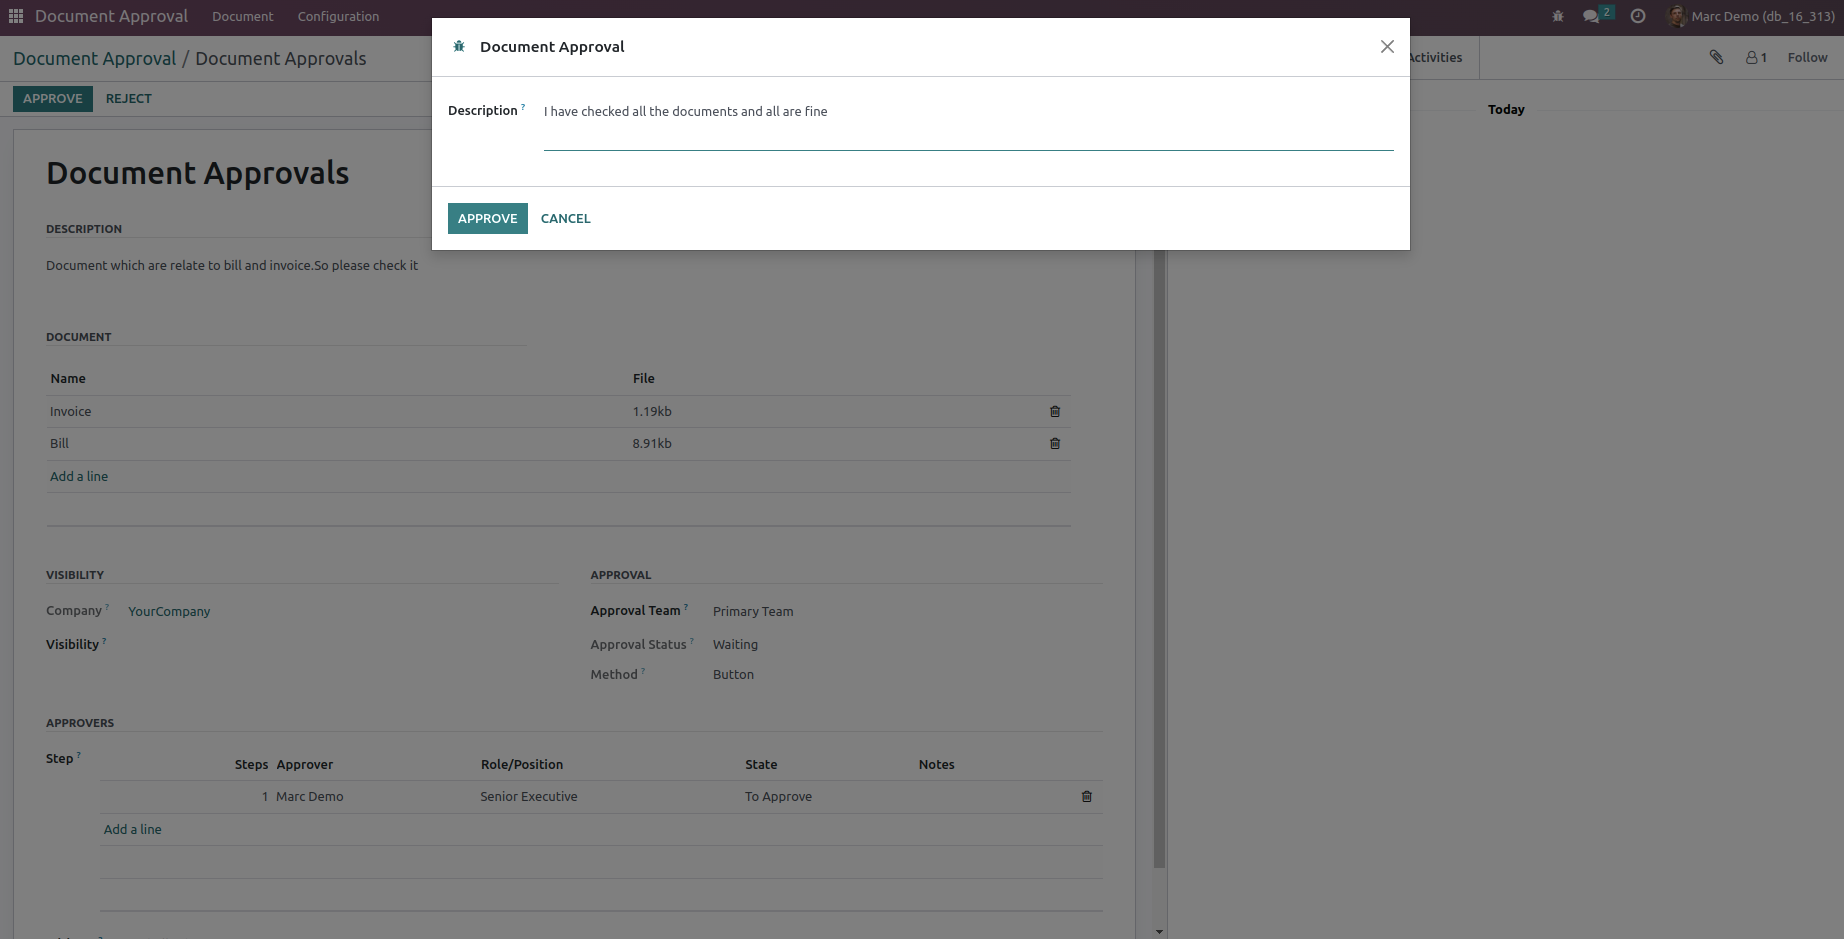 Document Approval Document Configuration 2 Marc Demo (db_16_313)
Document Approval / Document Approvals
Activities 1 Follow
APPROVE REJECT
Today
Document Approval
Description ? I have checked all the documents and all are fine
APPROVE CANCEL
Document Approvals
DESCRIPTION
Document which are relate to bill and invoice.So please check it
DOCUMENT
Name File
Invoice 1.19kb
Bill 8.91kb
Add a line
VISIBILITY APPROVAL
Company ? YourCompany Approval Team ? Primary Team
Visibility ? Approval Status ? Waiting
Method ? Button
APPROVERS
Step ? Steps Approver Role/Position State Notes
1 Marc Demo Senior Executive To Approve
Add a line